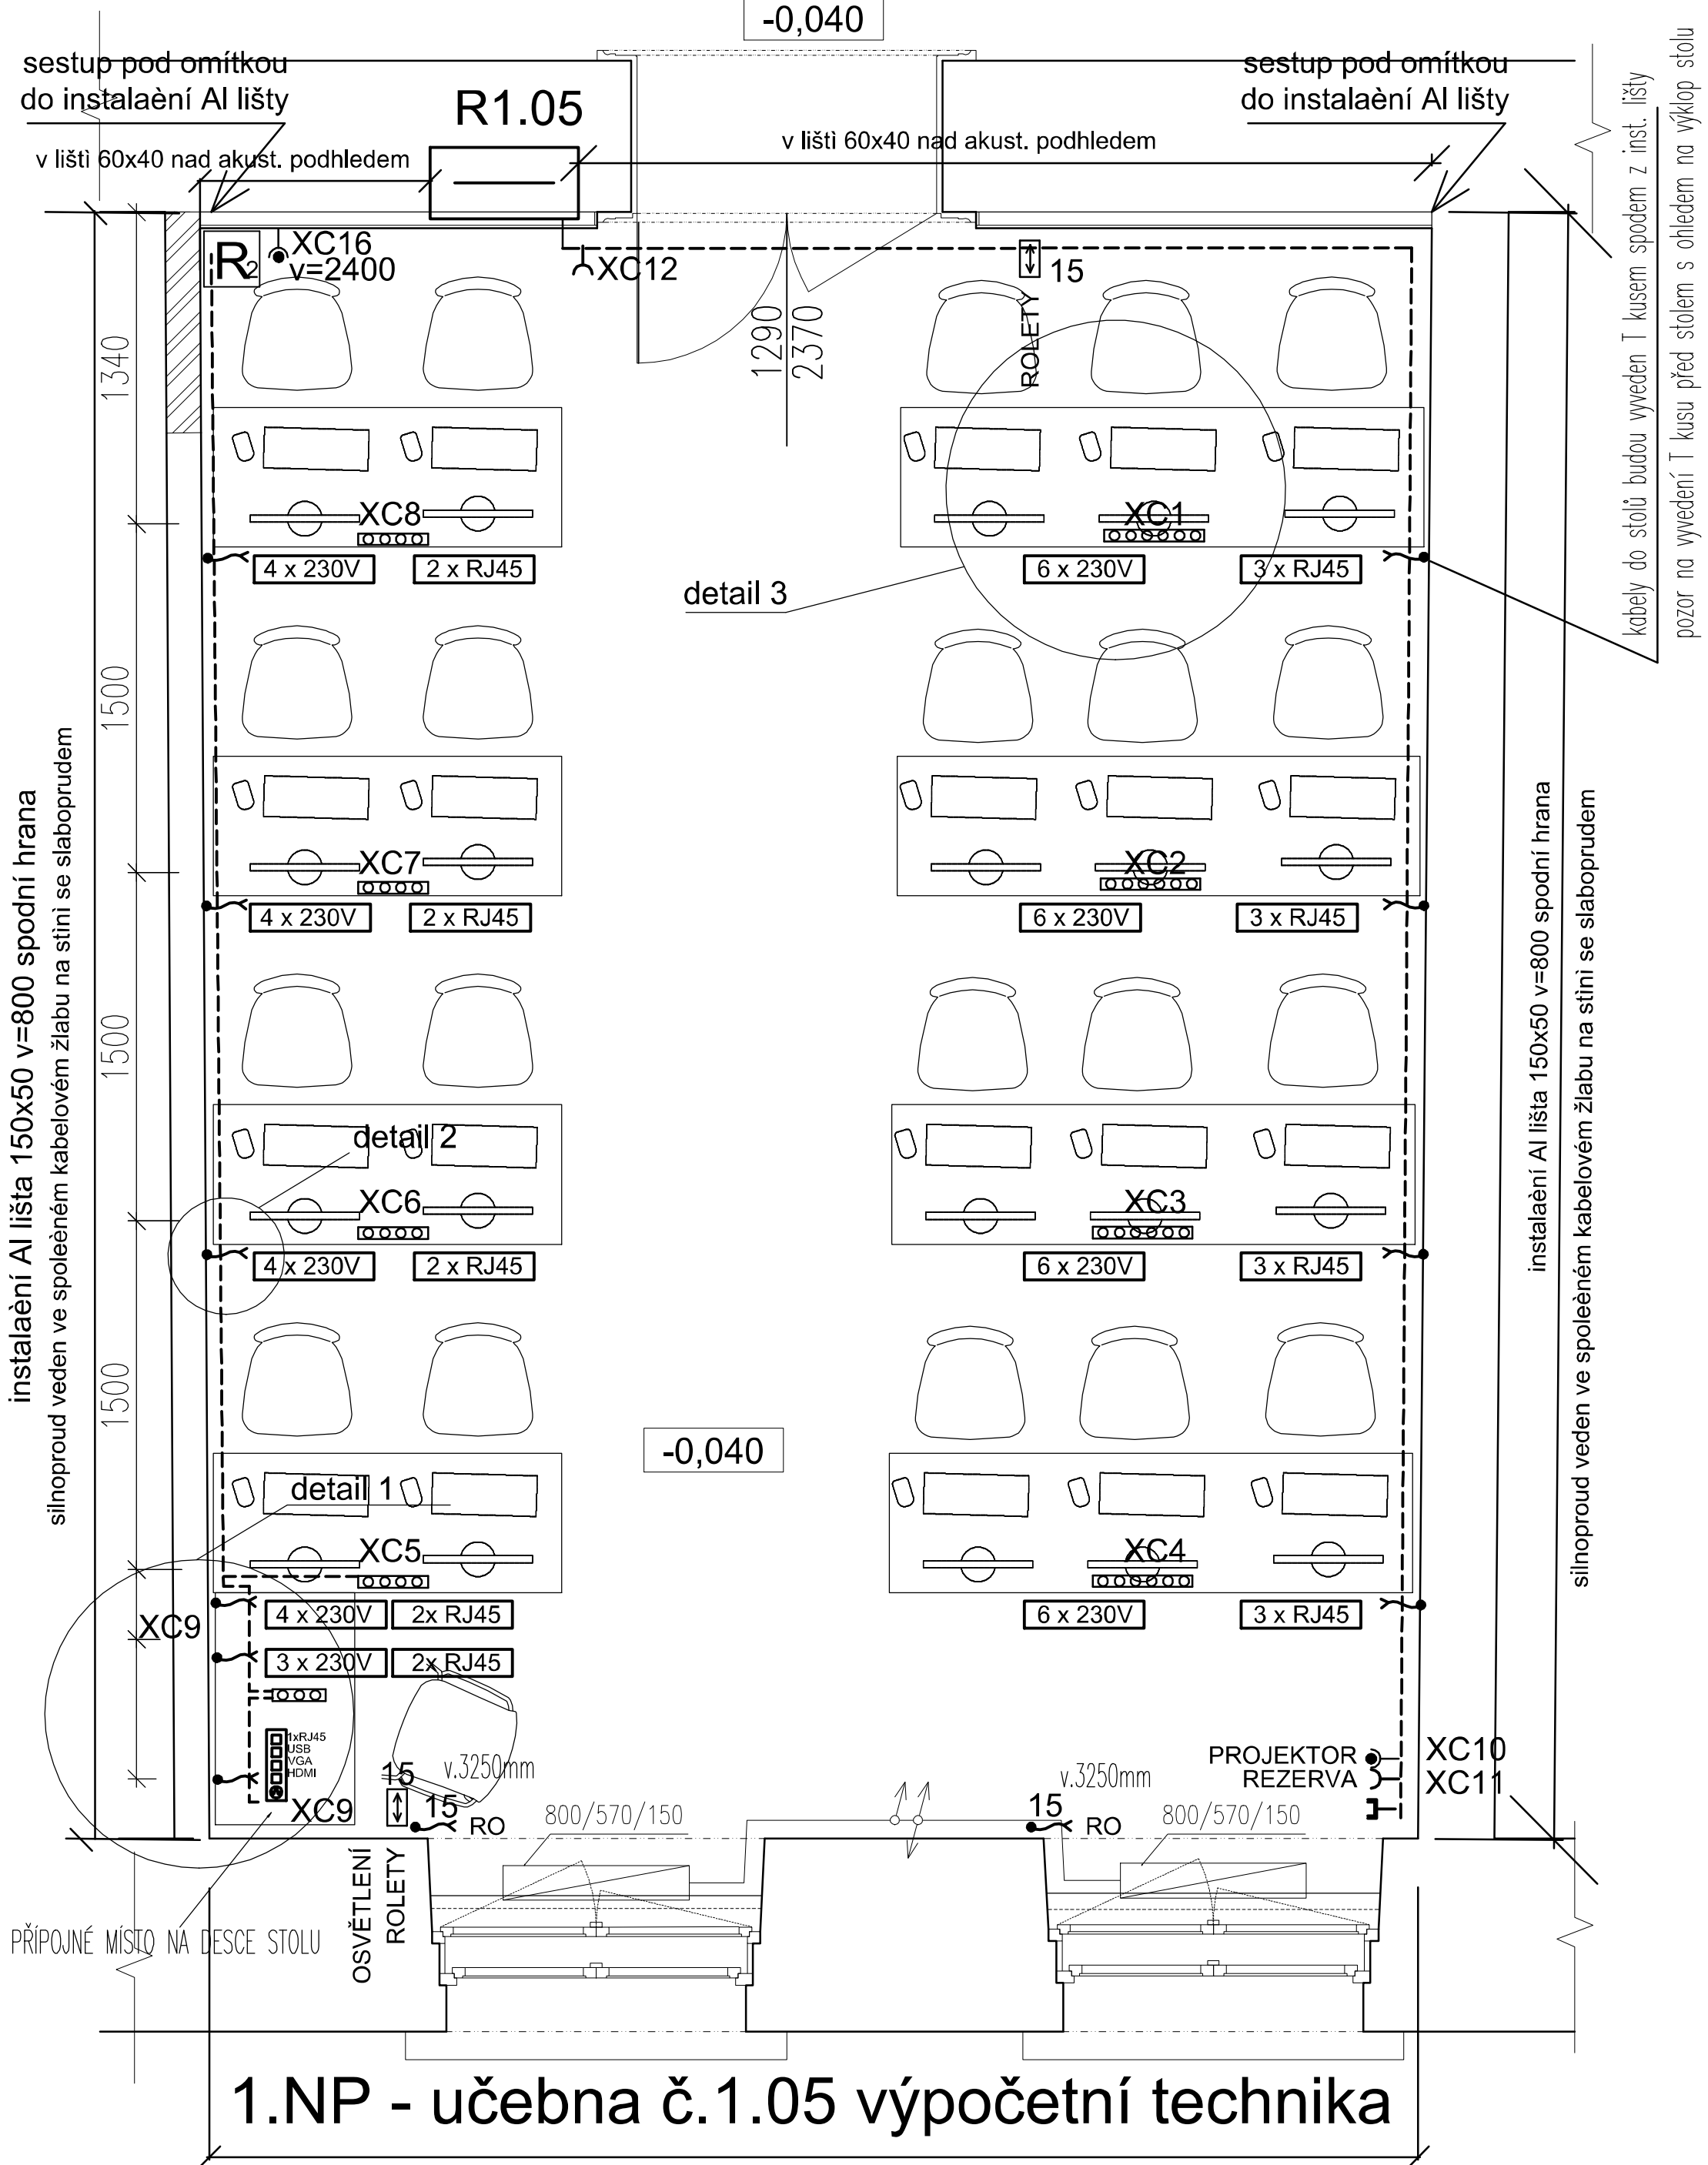 -0,040
sestup pod omítkou
do instalaèní Al lišty
R1.05
v lištì 60x40 nad akust. podhledem
v lištì 60x40 nad akust. podhledem
sestup pod omítkou
do instalaèní Al lišty
kabely do stolů budou vyveden T kusem spodem z inst. lišty
pozor na vyvedení T kusu před stolem s ohledem na výklop stolu
R2
XC16
v=2400
XC12
15
ROLETY
1290
2370
1340
XC8
XC1
4 x 230V
2 x RJ45
6 x 230V
3 x RJ45
detail 3
1500
XC7
XC2
4 x 230V
2 x RJ45
6 x 230V
3 x RJ45
instalaèní Al lišta 150x50 v=800 spodní hrana
silnoproud veden ve spoleèném kabelovém žlabu na stìnì se slaboprudem
instalaèní Al lišta 150x50 v=800 spodní hrana
silnoproud veden ve spoleèném kabelovém žlabu na stìnì se slaboprudem
1500
detail 2
XC6
XC3
4 x 230V
2 x RJ45
6 x 230V
3 x RJ45
1500
-0,040
detail 1
XC5
XC4
4 x 230V
2x RJ45
6 x 230V
3 x RJ45
XC9
3 x 230V
2x RJ45
1xRJ45
USB
VGA
HDMI
XC9
15
v.3250mm
15
RO
800/570/150
v.3250mm
15
RO
800/570/150
PROJEKTOR
REZERVA
XC10
XC11
OSVĚTLENÍ
ROLETY
PŘÍPOJNÉ MÍSTO NA DESCE STOLU
1.NP - učebna č.1.05 výpočetní technika